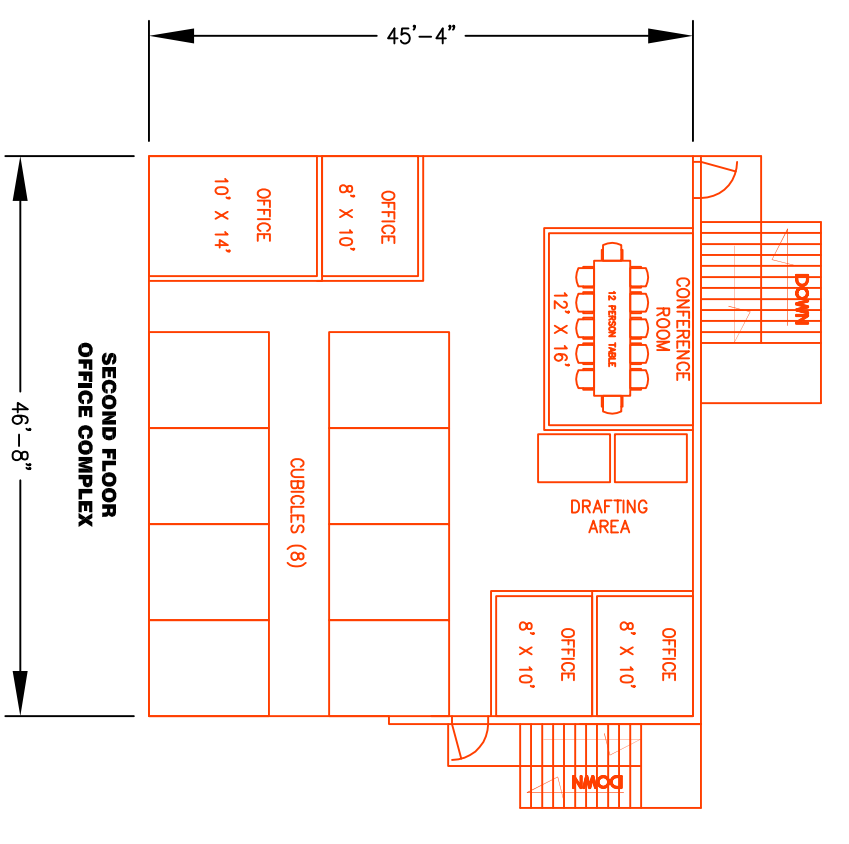 45'-4"
OFFICE
10' X 14'
OFFICE
8' X 10'
CONFERENCE
ROOM
12' X 16'
12 PERSON TABLE
DOWN
SECOND FLOOR
OFFICE COMPLEX
46'-8"
CUBICLES (8)
DRAFTING
AREA
OFFICE
8' X 10'
OFFICE
8' X 10'
DOWN